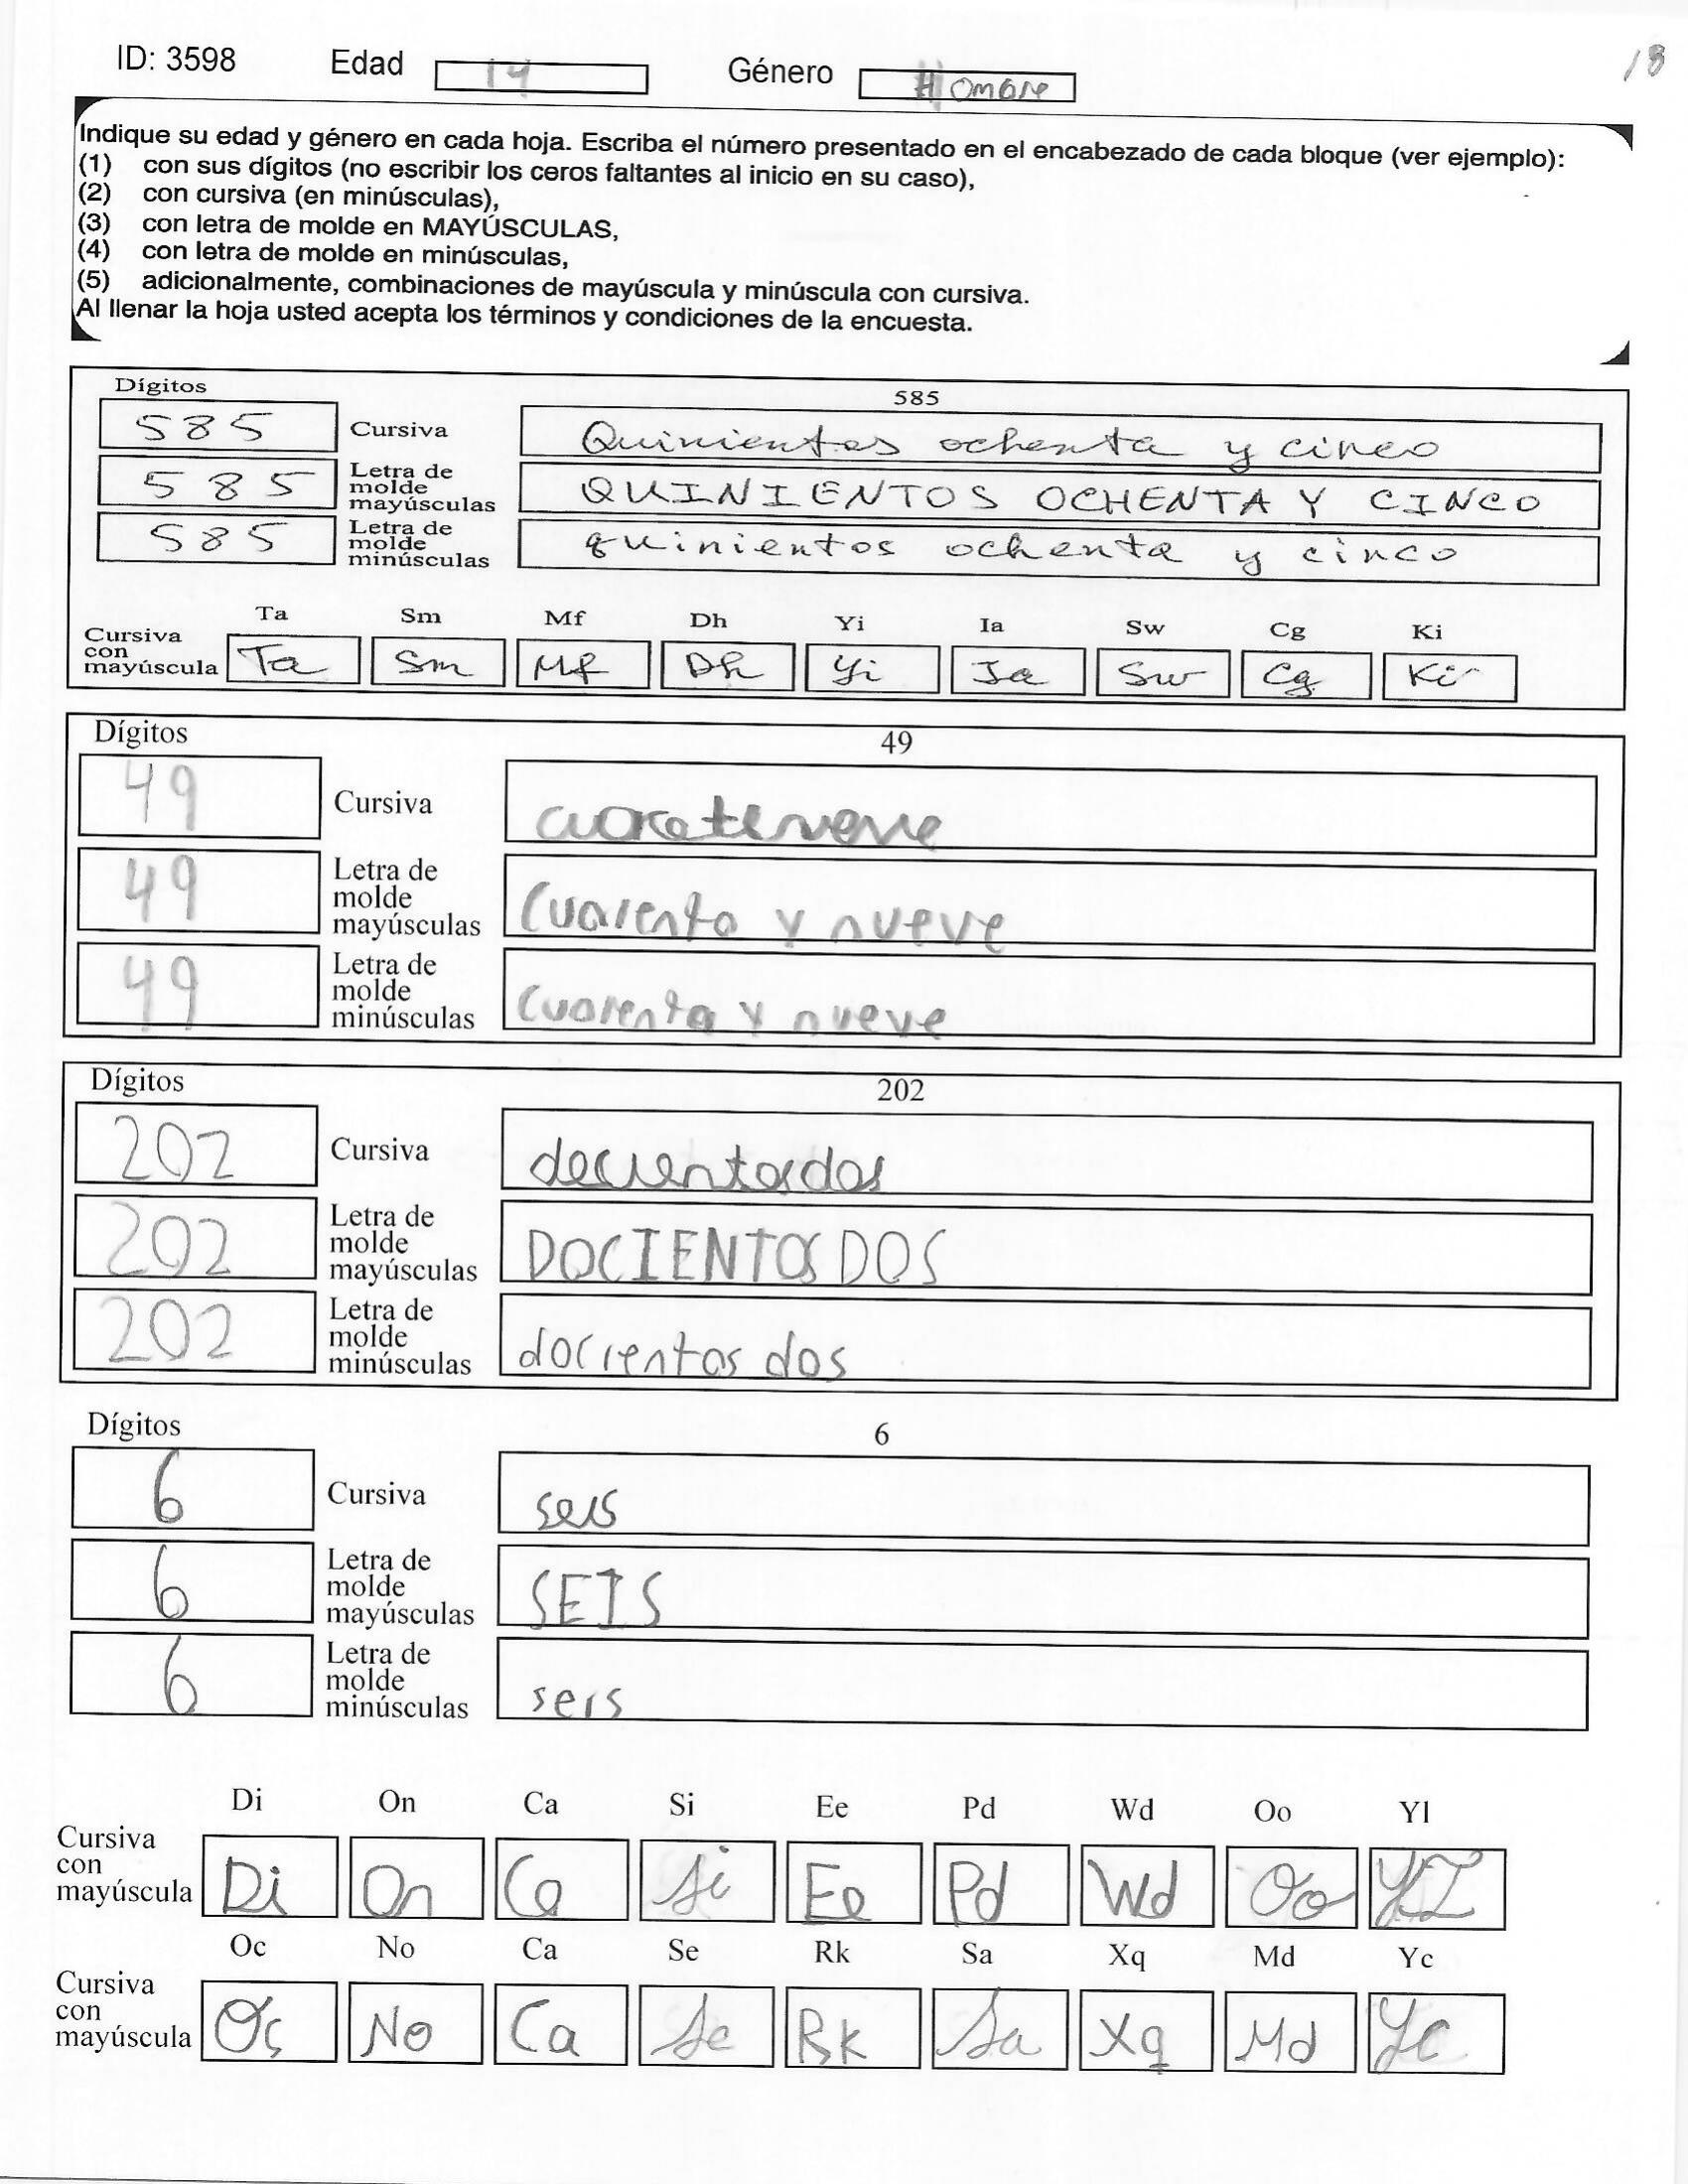 ID: 3598 Edad 14 Género Hombre 18
Indique su edad y género en cada hoja. Escriba el número presentado en el encabezado de cada bloque (ver ejemplo):
(1) con sus dígitos (no escribir los ceros faltantes al inicio en su caso),
(2) con cursiva (en minúsculas),
(3) con letra de molde en MAYÚSCULAS,
(4) con letra de molde en minúsculas,
(5) adicionalmente, combinaciones de mayúscula y minúscula con cursiva.
Al llenar la hoja usted acepta los términos y condiciones de la encuesta.
Dígitos 585
585 Cursiva Quinientos ochenta y cinco
585 Letra de molde mayúsculas QUINIENTOS OCHENTA Y CINCO
585 Letra de molde minúsculas quinientos ochenta y cinco
Ta Sm Mf Dh Yi Ia Sw Cg Ki
Cursiva con mayúscula Ta Sm Mf Dh Yi Ia Sw Cg Ki
Dígitos 49
49 Cursiva
49 Letra de molde mayúsculas Cuarenta y nueve
49 Letra de molde minúsculas cuarenta y nueve
Dígitos 202
202 Cursiva decuentosdos
202 Letra de molde mayúsculas DOCIENTOS DOS
202 Letra de molde minúsculas docientos dos
Dígitos 6
6 Cursiva seis
6 Letra de molde mayúsculas SEIS
6 Letra de molde minúsculas seis
Di On Ca Si Ee Pd Wd Oo Yl
Cursiva con mayúscula Di On Ca Si Ee Pd Wd Oo Yl
Oc No Ca Se Rk Sa Xq Md Yc
Cursiva con mayúscula Oc No Ca Se Rk Sa Xq Md Yc